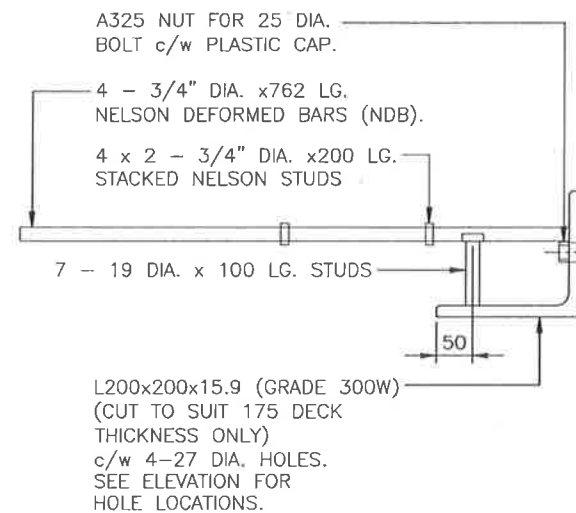 A325 NUT FOR 25 DIA.
BOLT c/w PLASTIC CAP.
4 – 3/4" DIA. x762 LG.
NELSON DEFORMED BARS (NDB).
4 x 2 – 3/4" DIA. x200 LG.
STACKED NELSON STUDS
7 – 19 DIA. x 100 LG. STUDS
50
L200x200x15.9 (GRADE 300W)
(CUT TO SUIT 175 DECK
THICKNESS ONLY)
c/w 4–27 DIA. HOLES.
SEE ELEVATION FOR
HOLE LOCATIONS.